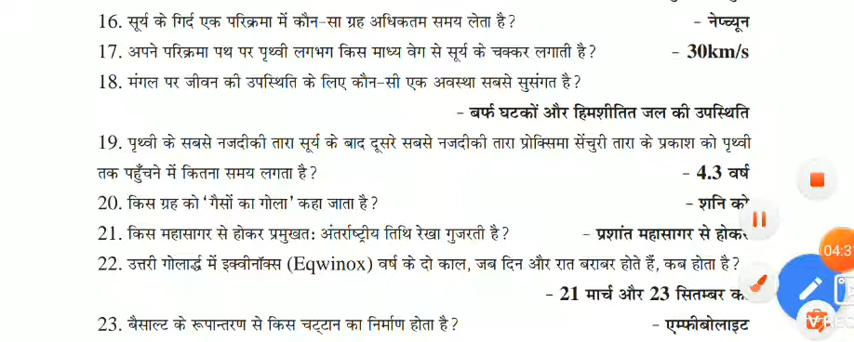 16. सूर्य के गिर्द एक परिक्रमा में कौन-सा ग्रह अधिकतम समय लेता है? - नेप्च्यून
17. अपने परिक्रमा पथ पर पृथ्वी लगभग किस माध्य वेग से सूर्य के चक्कर लगाती है? - 30km/s
18. मंगल पर जीवन की उपस्थिति के लिए कौन-सी एक अवस्था सबसे सुसंगत है?
- बर्फ घटकों और हिमशीतित जल की उपस्थिति
19. पृथ्वी के सबसे नजदीकी तारा सूर्य के बाद दूसरे सबसे नजदीकी तारा प्रोक्सिमा सेंचुरी तारा के प्रकाश को पृथ्वी
तक पहुँचने में कितना समय लगता है? - 4.3 वर्ष
20. किस ग्रह को 'गैसों का गोला' कहा जाता है? - शनि को
21. किस महासागर से होकर प्रमुखत: अंतर्राष्ट्रीय तिथि रेखा गुजरती है? - प्रशांत महासागर से होकर
04:3
22. उत्तरी गोलार्द्ध में इक्वीनॉक्स (Eqwinox) वर्ष के दो काल, जब दिन और रात बराबर होते हैं, कब होता है?
- 21 मार्च और 23 सितम्बर
23. बैसाल्ट के रूपान्तरण से किस चट्टान का निर्माण होता है? - एम्फीबोलाइट